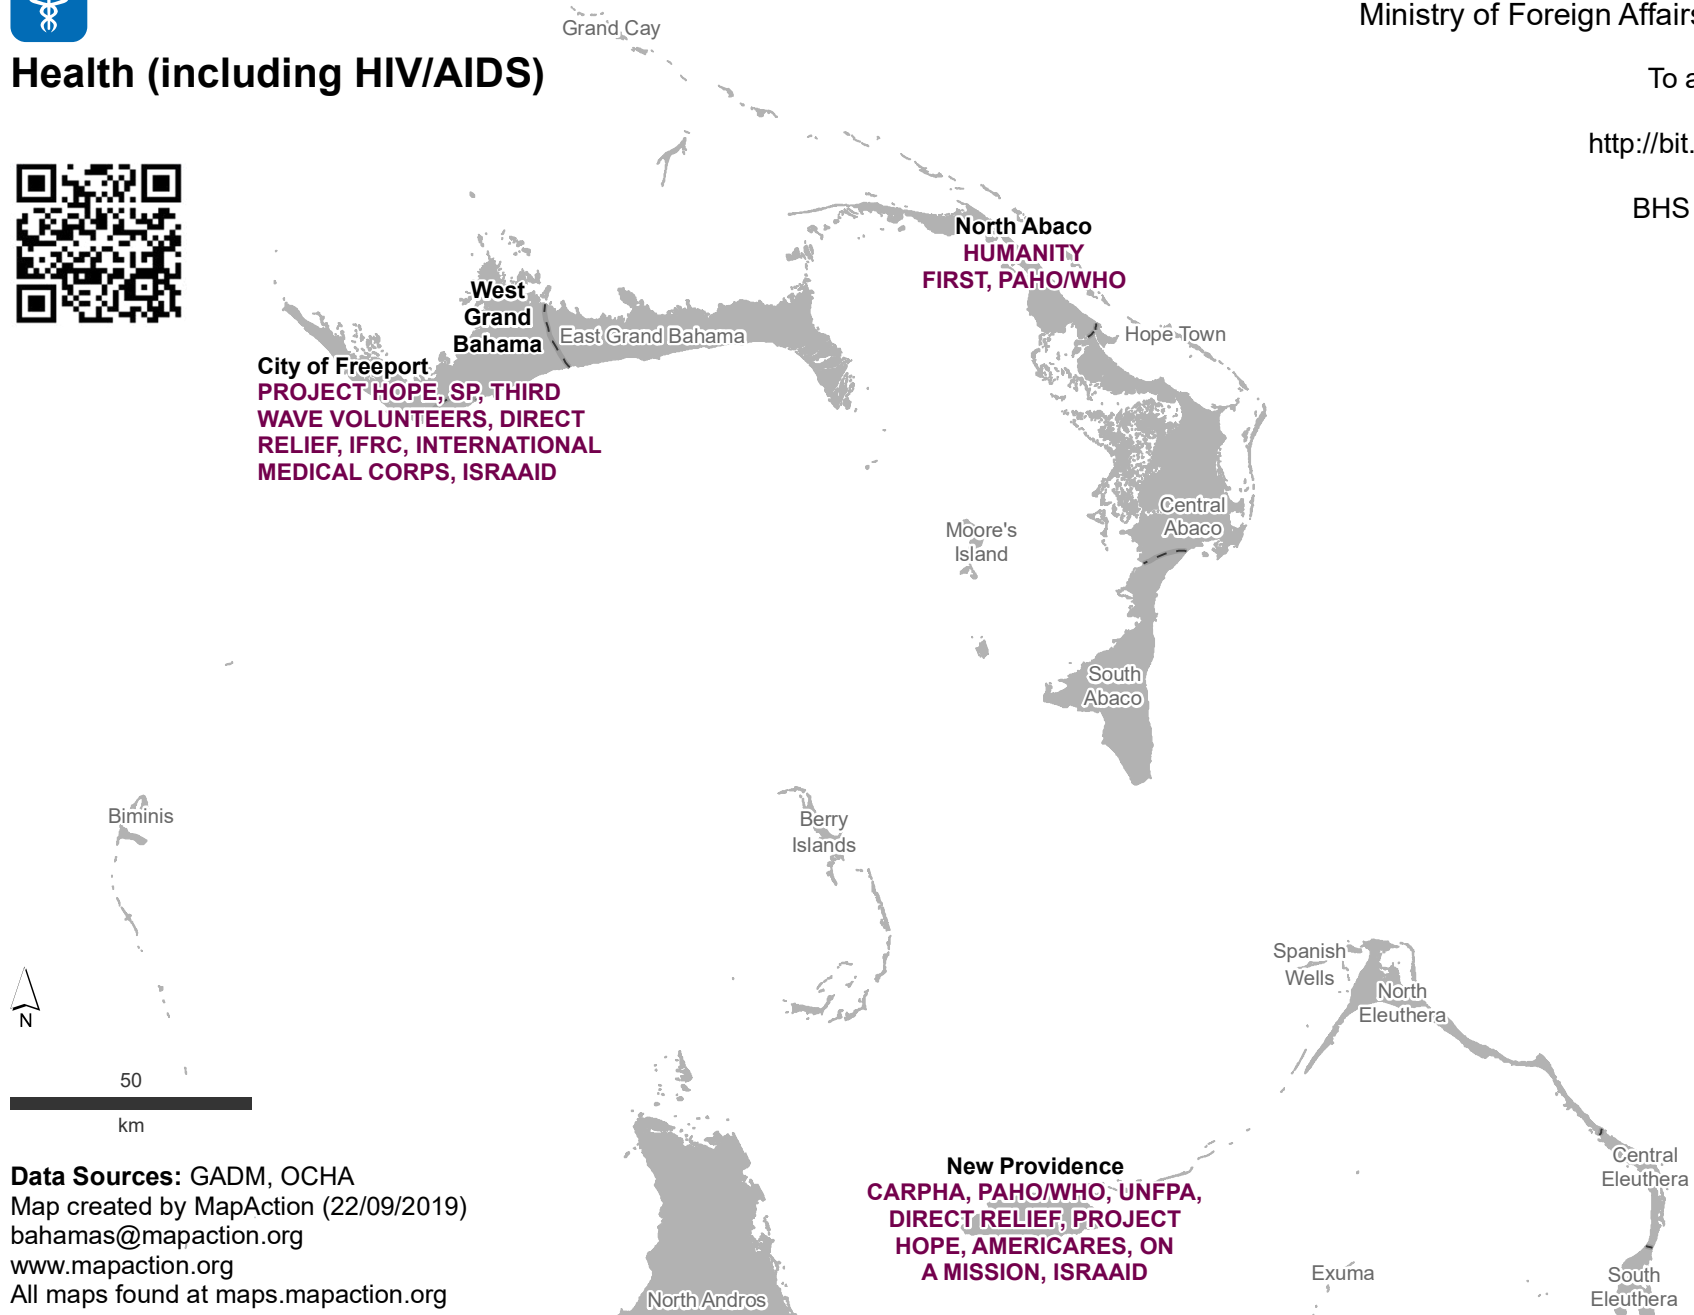 Grand Cay
Ministry of Foreign Affairs
Health (including HIV/AIDS)
To a
http://bit.
BHS
North Abaco
HUMANITY
FIRST, PAHO/WHO
West
Grand
Bahama
East Grand Bahama
Hope Town
City of Freeport
PROJECT HOPE, SP, THIRD
WAVE VOLUNTEERS, DIRECT
RELIEF, IFRC, INTERNATIONAL
MEDICAL CORPS, ISRAAID
Central
Abaco
Moore's
Island
South
Abaco
Biminis
Berry
Islands
Spanish
Wells
North
Eleuthera
N
50
km
Data Sources: GADM, OCHA
Map created by MapAction (22/09/2019)
bahamas@mapaction.org
www.mapaction.org
All maps found at maps.mapaction.org
New Providence
CARPHA, PAHO/WHO, UNFPA,
DIRECT RELIEF, PROJECT
HOPE, AMERICARES, ON
A MISSION, ISRAAID
Central
Eleuthera
Exuma
South
Eleuthera
North Andros